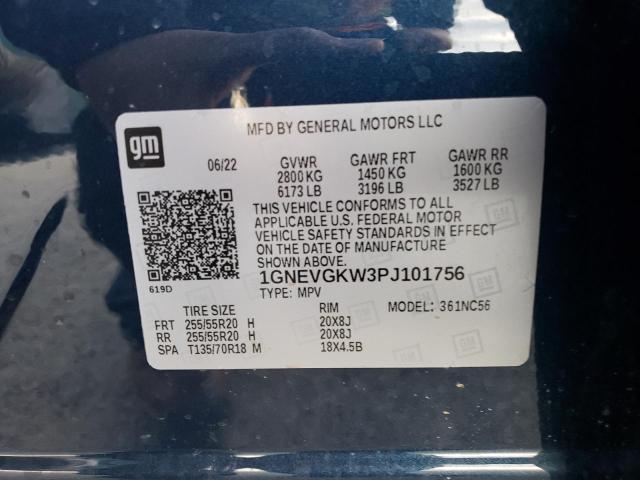 MFD BY GENERAL MOTORS LLC
gm
06/22 GVWR GAWR FRT GAWR RR
2800 KG 1450 KG 1600 KG
6173 LB 3196 LB 3527 LB
THIS VEHICLE CONFORMS TO ALL
APPLICABLE U.S. FEDERAL MOTOR
VEHICLE SAFETY STANDARDS IN EFFECT
ON THE DATE OF MANUFACTURE
SHOWN ABOVE.
619D
1GNEVGKW3PJ101756
TYPE: MPV
TIRE SIZE RIM MODEL: 361NC56
FRT 255/55R20 H 20X8J
RR 255/55R20 H 20X8J
SPA T135/70R18 M 18X4.5B